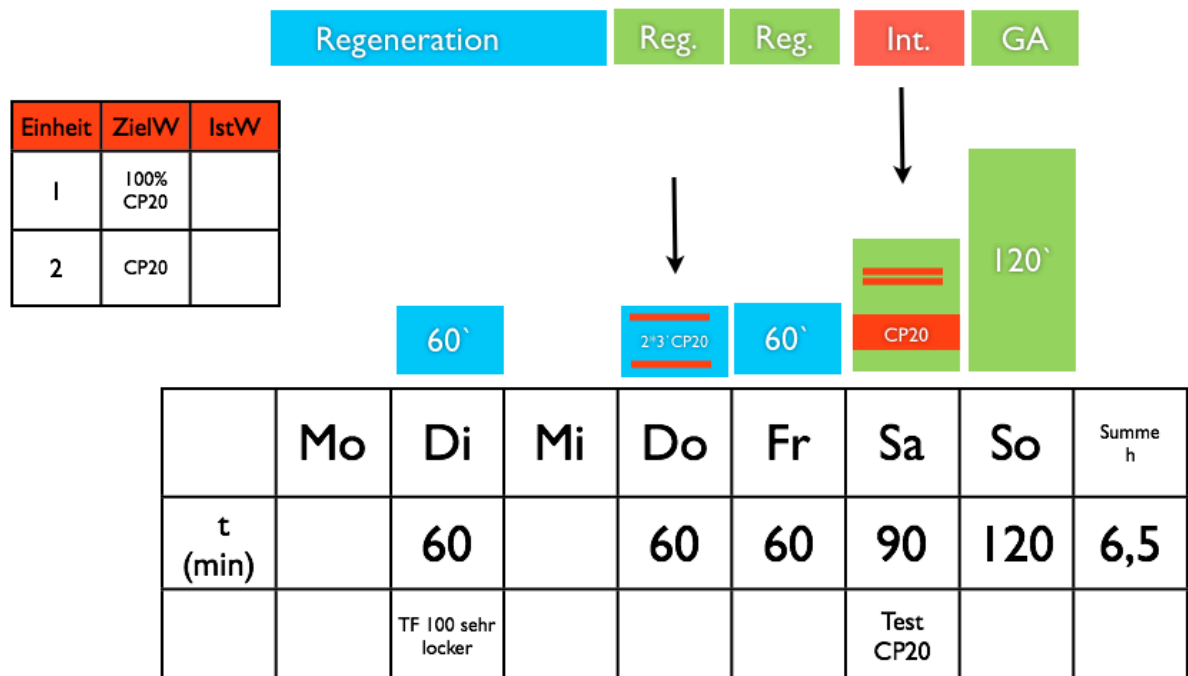 Regeneration
Reg.
Reg.
Int.
GA
Einheit ZielW IstW
1 100%
CP20
2 CP20
60`
2*3`CP20
60`
CP20
120`
Mo Di Mi Do Fr Sa So Summe
h
t
(min) 60 60 60 90 120 6,5
TF 100 sehr
locker
Test
CP20